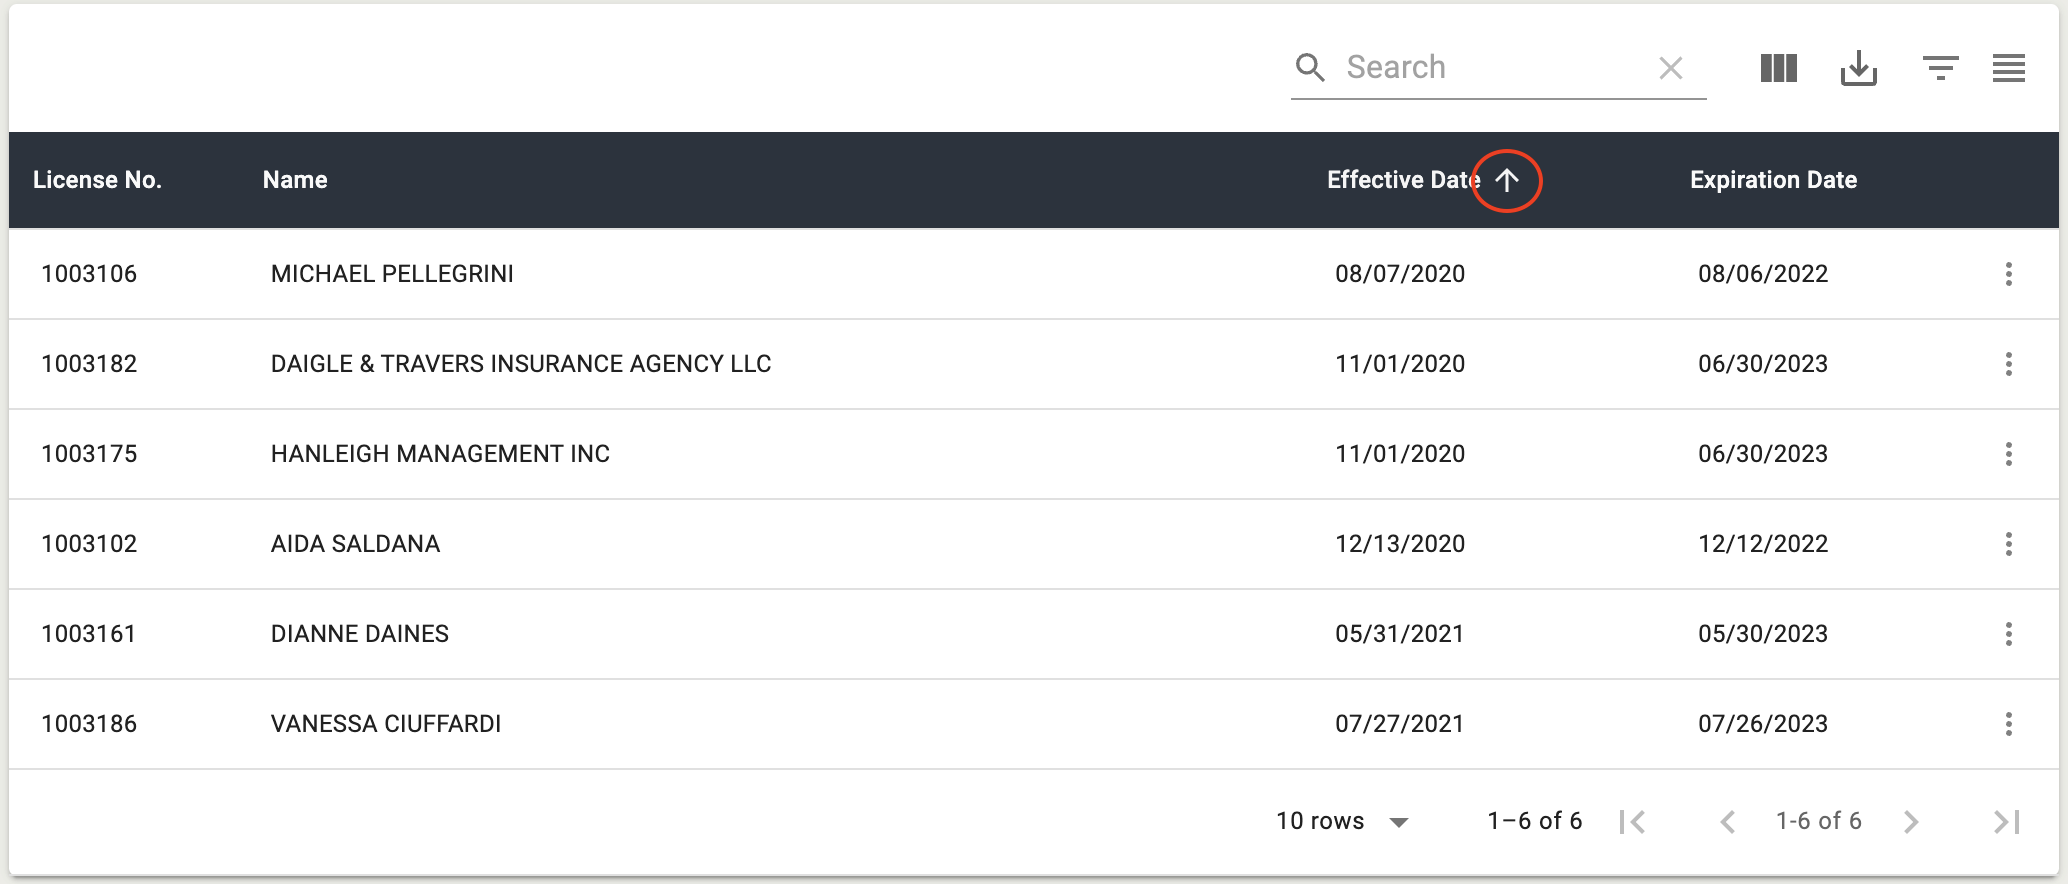 Search
License No. Name Effective Date Expiration Date
1003106 MICHAEL PELLEGRINI 08/07/2020 08/06/2022
1003182 DAIGLE & TRAVERS INSURANCE AGENCY LLC 11/01/2020 06/30/2023
1003175 HANLEIGH MANAGEMENT INC 11/01/2020 06/30/2023
1003102 AIDA SALDANA 12/13/2020 12/12/2022
1003161 DIANNE DAINES 05/31/2021 05/30/2023
1003186 VANESSA CIUFFARDI 07/27/2021 07/26/2023
10 rows 1–6 of 6 1-6 of 6